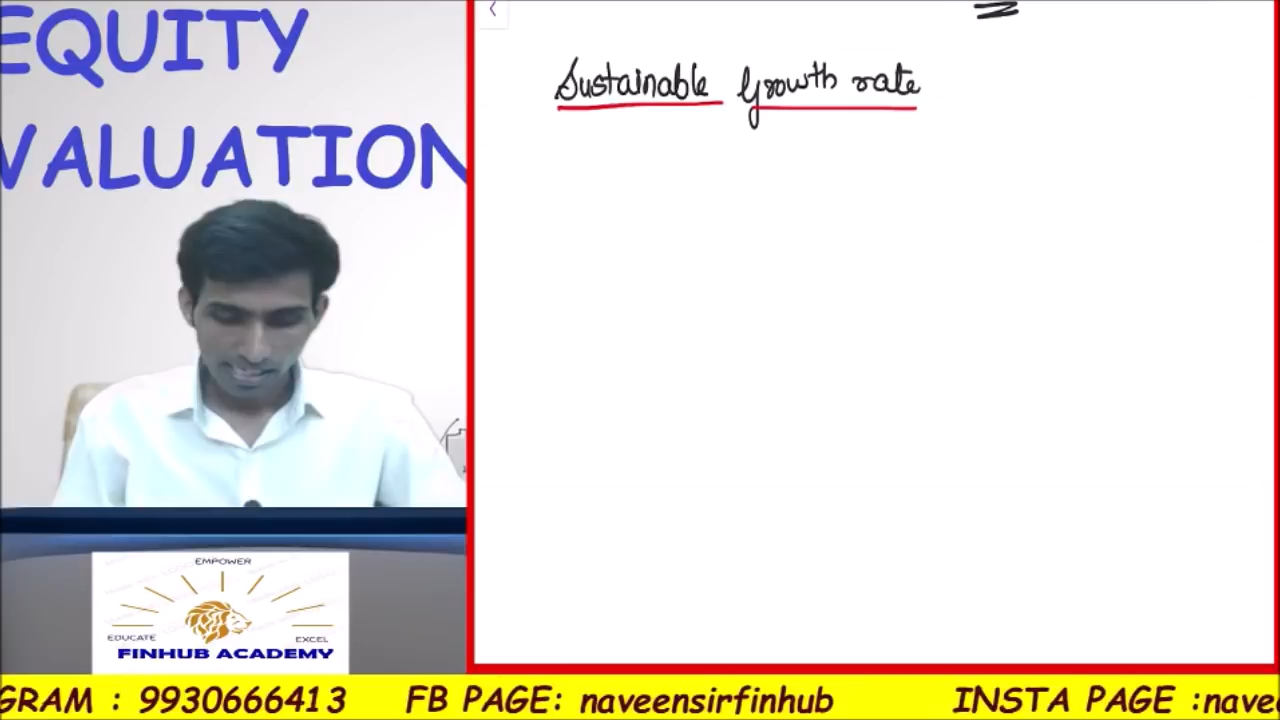 EQUITY
VALUATION
Sustainable Growth rate
EMPOWER
EDUCATE
EXCEL
FINHUB ACADEMY
GRAM : 9930666413 FB PAGE: naveensirfinhub INSTA PAGE :nave